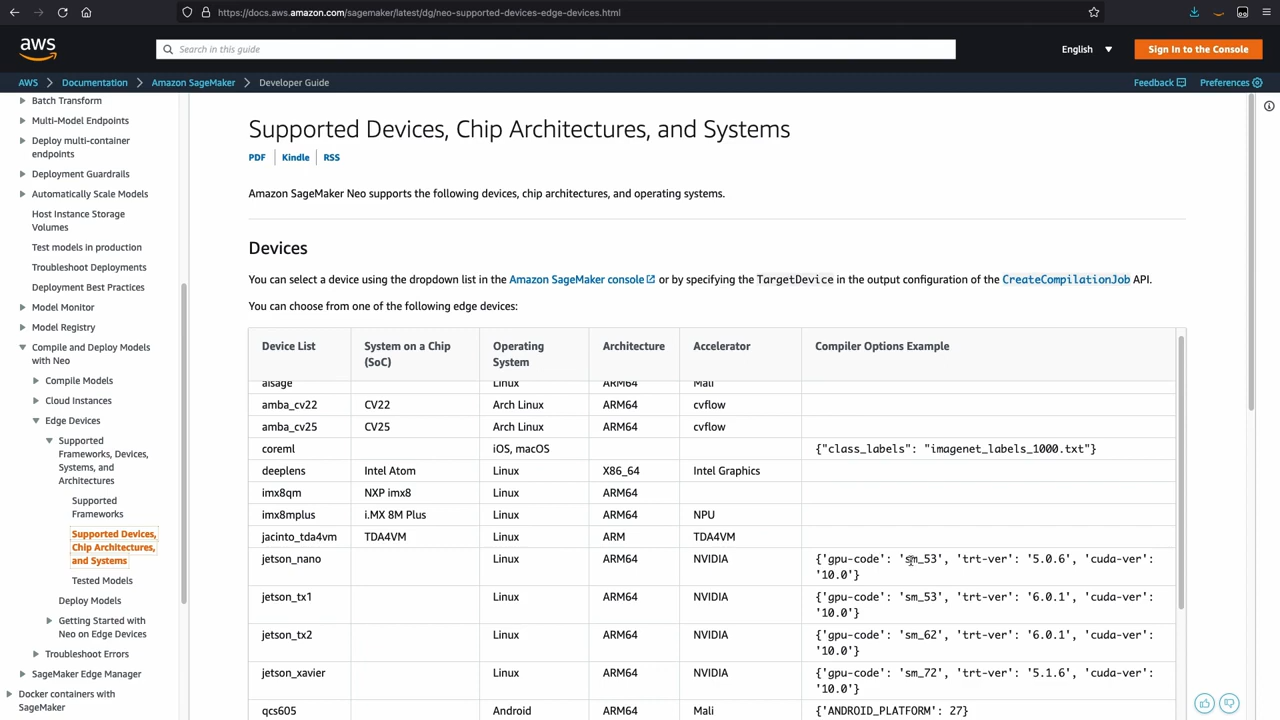 https://docs.aws.amazon.com/sagemaker/latest/dg/neo-supported-devices-edge-devices.html
aws
Search in this guide
English
Sign In to the Console
AWS > Documentation > Amazon SageMaker > Developer Guide
Feedback
Preferences
Batch Transform
Multi-Model Endpoints
Deploy multi-container
endpoints
Deployment Guardrails
Automatically Scale Models
Host Instance Storage
Volumes
Test models in production
Troubleshoot Deployments
Deployment Best Practices
Model Monitor
Model Registry
Compile and Deploy Models
with Neo
Compile Models
Cloud Instances
Edge Devices
Supported
Frameworks, Devices,
Systems, and
Architectures
Supported
Frameworks
Supported Devices,
Chip Architectures,
and Systems
Tested Models
Deploy Models
Getting Started with
Neo on Edge Devices
Troubleshoot Errors
SageMaker Edge Manager
Docker containers with
SageMaker
Supported Devices, Chip Architectures, and Systems
PDF | Kindle | RSS
Amazon SageMaker Neo supports the following devices, chip architectures, and operating systems.
Devices
You can select a device using the dropdown list in the Amazon SageMaker console or by specifying the TargetDevice in the output configuration of the CreateCompilationJob API.
You can choose from one of the following edge devices:
Device List
System on a Chip
(SoC)
Operating
System
Architecture
Accelerator
Compiler Options Example
aisage Linux ARM64 Mali
amba_cv22 CV22 Arch Linux ARM64 cvflow
amba_cv25 CV25 Arch Linux ARM64 cvflow
coreml iOS, macOS {"class_labels": "imagenet_labels_1000.txt"}
deeplens Intel Atom Linux X86_64 Intel Graphics
imx8qm NXP imx8 Linux ARM64
imx8mplus i.MX 8M Plus Linux ARM64 NPU
jacinto_tda4vm TDA4VM Linux ARM TDA4VM
jetson_nano Linux ARM64 NVIDIA {'gpu-code': 'sm_53', 'trt-ver': '5.0.6', 'cuda-ver':
'10.0'}
jetson_tx1 Linux ARM64 NVIDIA {'gpu-code': 'sm_53', 'trt-ver': '6.0.1', 'cuda-ver':
'10.0'}
jetson_tx2 Linux ARM64 NVIDIA {'gpu-code': 'sm_62', 'trt-ver': '6.0.1', 'cuda-ver':
'10.0'}
jetson_xavier Linux ARM64 NVIDIA {'gpu-code': 'sm_72', 'trt-ver': '5.1.6', 'cuda-ver':
'10.0'}
qcs605 Android ARM64 Mali {'ANDROID_PLATFORM': 27}